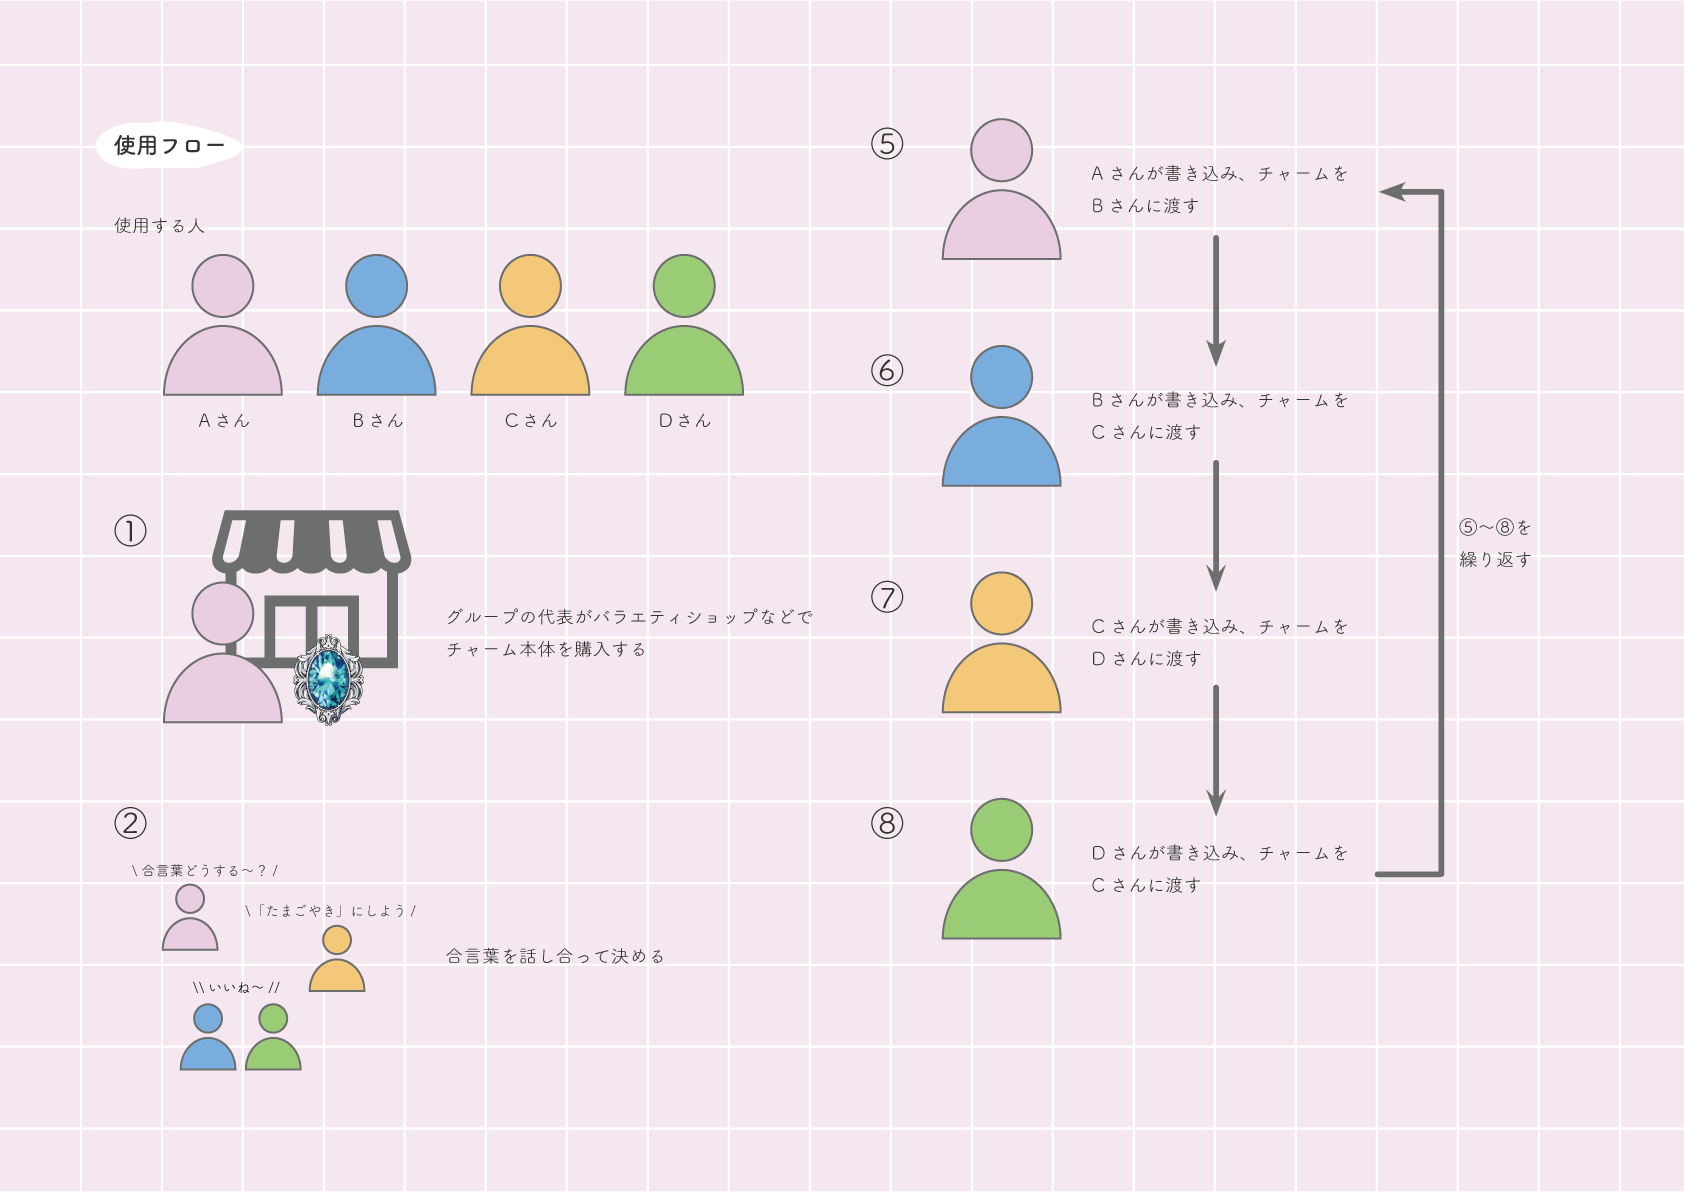 使用フロー
使用する人
Aさん
Bさん
Cさん
Dさん
①
グループの代表がバラエティショップなどで
チャーム本体を購入する
②
\ 合言葉どうする～？ /
\「たまごやき」にしよう /
\\ いいね～ //
合言葉を話し合って決める
⑤
Aさんが書き込み、チャームを
Bさんに渡す
⑥
Bさんが書き込み、チャームを
Cさんに渡す
⑦
Cさんが書き込み、チャームを
Dさんに渡す
⑧
Dさんが書き込み、チャームを
Cさんに渡す
⑤～⑧を
繰り返す